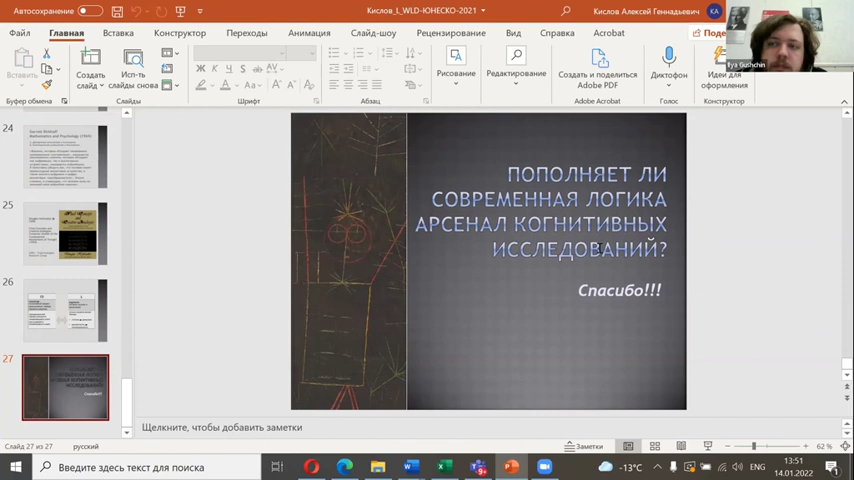 Автосохранение
Кислов_L_WLD-ЮНЕСКО-2021
Кислов Алексей Геннадьевич
КА
Файл
Главная
Вставка
Конструктор
Переходы
Анимация
Слайд-шоу
Рецензирование
Вид
Справка
Acrobat
Поде
Вставить
Создать
слайд
Исп-ть
слайды снова
Ж
К
Ч
S
ab
Aa
Рисование
Редактирование
Создать и поделиться
Adobe PDF
Диктофон
Идеи для
оформления
Буфер обмена
Слайды
Шрифт
Абзац
Adobe Acrobat
Голос
Конструктор
Ilya Gushchin
24
25
26
27
ПОПОЛНЯЕТ ЛИ
СОВРЕМЕННАЯ ЛОГИКА
АРСЕНАЛ КОГНИТИВНЫХ
ИССЛЕДОВАНИЙ?
Спасибо!!!
Щелкните, чтобы добавить заметки
Слайд 27 из 27
русский
Заметки
62 %
Введите здесь текст для поиска
-13°C
ENG
13:51
14.01.2022